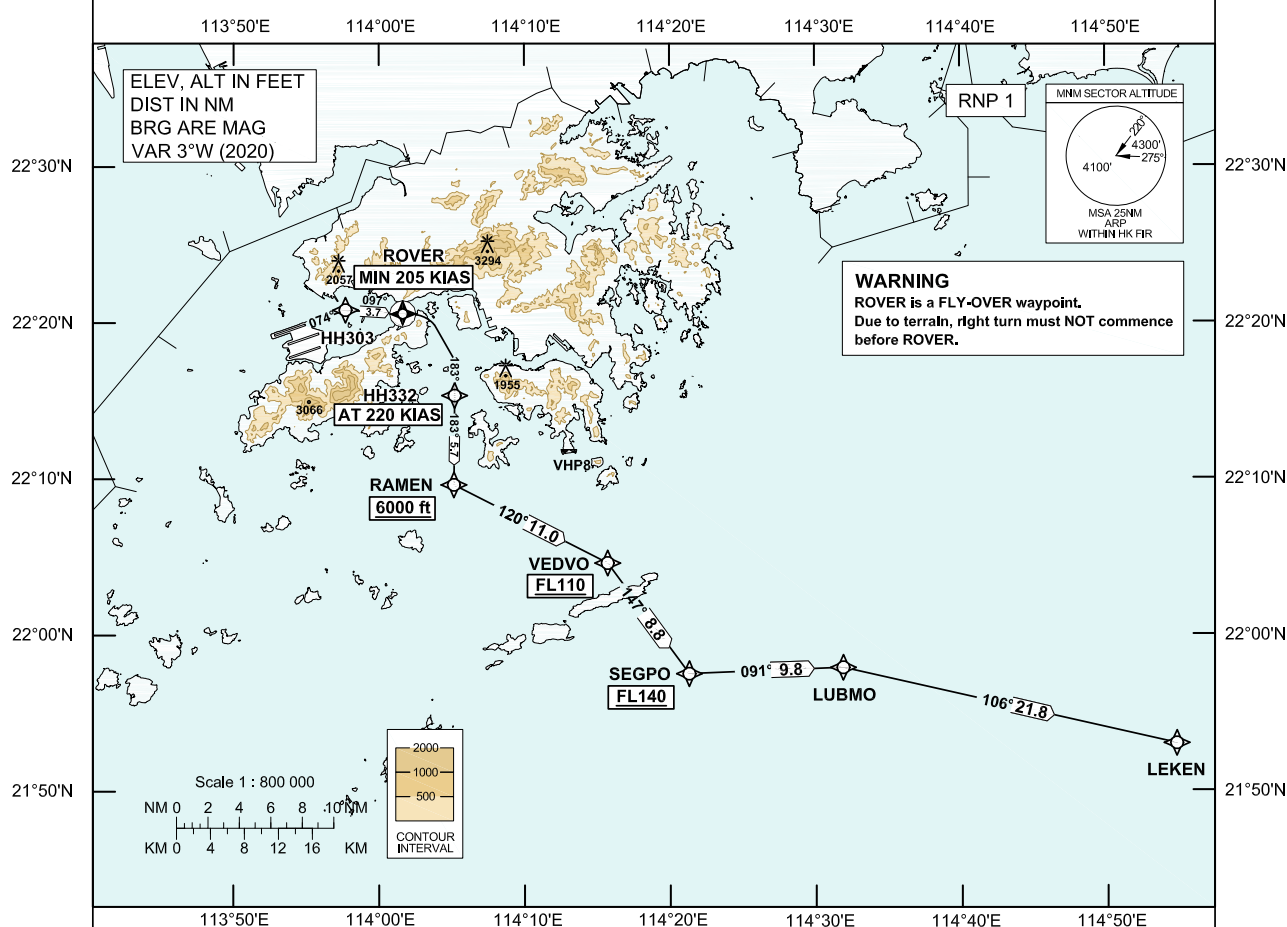 113°50'E
114°00'E
114°10'E
114°20'E
114°30'E
114°40'E
114°50'E
ELEV, ALT IN FEET
DIST IN NM
BRG ARE MAG
VAR 3°W (2020)
RNP 1
MNM SECTOR ALTITUDE
220°
4300'
275°
4100'
MSA 25NM
ARP
WITHIN HK FIR
22°30'N
22°30'N
ROVER
MIN 205 KIAS
3294
2057
WARNING
ROVER is a FLY-OVER waypoint.
Due to terrain, right turn must NOT commence
before ROVER.
22°20'N
22°20'N
074°
097°
3.7
HH303
183°
1955
3066
HH332
AT 220 KIAS
183°
5.7
VHP8
22°10'N
22°10'N
RAMEN
6000 ft
120° 11.0
VEDVO
FL110
147° 8.8
22°00'N
22°00'N
SEGPO
FL140
091° 9.8
LUBMO
106° 21.8
LEKEN
21°50'N
21°50'N
2000
1000
500
CONTOUR
INTERVAL
Scale 1 : 800 000
NM 0 2 4 6 8 10 NM
KM 0 4 8 12 16 KM
113°50'E
114°00'E
114°10'E
114°20'E
114°30'E
114°40'E
114°50'E